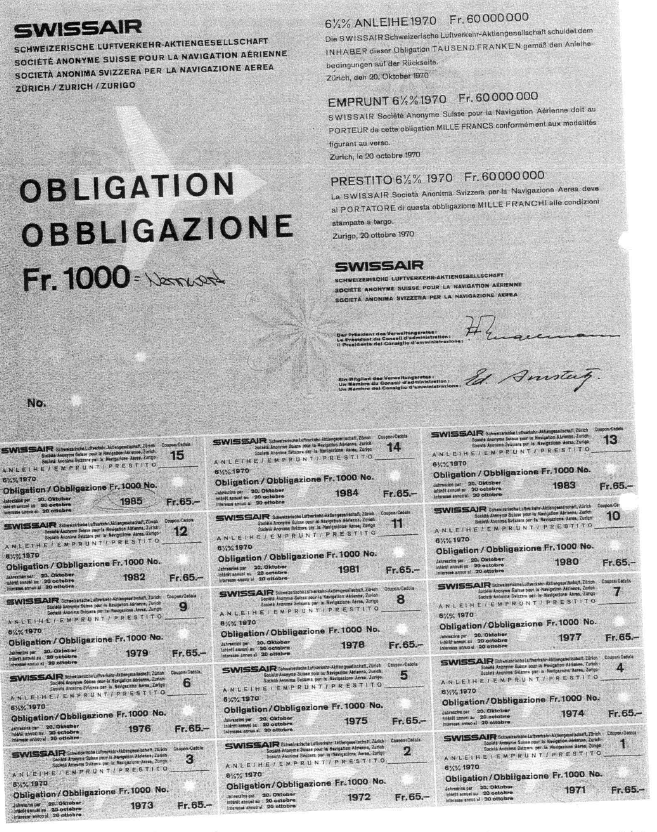 SWISSAIR
SCHWEIZERISCHE LUFTVERKEHR-AKTIENGESELLSCHAFT
SOCIÉTÉ ANONYME SUISSE POUR LA NAVIGATION AÉRIENNE
SOCIETÀ ANONIMA SVIZZERA PER LA NAVIGAZIONE AEREA
ZÜRICH / ZURICH / ZURIGO
OBLIGATION
OBBLIGAZIONE
Fr. 1000 = Nennwert
No.
6½% ANLEIHE 1970 Fr. 60 000 000
Die SWISSAIR Schweizerische Luftverkehr-Aktiengesellschaft schuldet dem
INHABER dieser Obligation TAUSEND FRANKEN gemäß den Anleihe-
bedingungen auf der Rückseite.
Zürich, den 20. Oktober 1970
EMPRUNT 6½% 1970 Fr. 60 000 000
SWISSAIR Société Anonyme Suisse pour la Navigation Aérienne doit au
PORTEUR de cette obligation MILLE FRANCS conformément aux modalités
figurant au verso.
Zurich, le 20 octobre 1970
PRESTITO 6½% 1970 Fr. 60 000 000
La SWISSAIR Società Anonima Svizzera per la Navigazione Aerea deve
al PORTATORE di questa obbligazione MILLE FRANCHI alle condizioni
stampate a tergo.
Zurigo, 20 ottobre 1970
SWISSAIR
SCHWEIZERISCHE LUFTVERKEHR-AKTIENGESELLSCHAFT
SOCIÉTÉ ANONYME SUISSE POUR LA NAVIGATION AÉRIENNE
SOCIETÀ ANONIMA SVIZZERA PER LA NAVIGAZIONE AEREA
Der Präsident des Verwaltungsrates:
Le Président du Conseil d'administration:
Il Presidente del Consiglio d'amministrazione:
Ein Mitglied des Verwaltungsrates:
Un Membre du Conseil d'administration:
Un Membro del Consiglio d'amministrazione:
SWISSAIR Schweizerische Luftverkehr-Aktiengesellschaft, Zürich Coupon/Cedola
Société Anonyme Suisse pour la Navigation Aérienne, Zurich
Società Anonima Svizzera per la Navigazione Aerea, Zurigo 15
ANLEIHE / EMPRUNT / PRESTITO
6½% 1970
Obligation / Obbligazione Fr. 1000 No.
Jahreszins per 20. Oktober
Intérêt annuel au 20 octobre 1985 Fr. 65.–
Interesse annuo al 20 ottobre
SWISSAIR Schweizerische Luftverkehr-Aktiengesellschaft, Zürich Coupon/Cedola
Société Anonyme Suisse pour la Navigation Aérienne, Zurich
Società Anonima Svizzera per la Navigazione Aerea, Zurigo 14
ANLEIHE / EMPRUNT / PRESTITO
6½% 1970
Obligation / Obbligazione Fr. 1000 No.
Jahreszins per 20. Oktober
Intérêt annuel au 20 octobre 1984 Fr. 65.–
Interesse annuo al 20 ottobre
SWISSAIR Schweizerische Luftverkehr-Aktiengesellschaft, Zürich Coupon/Cedola
Société Anonyme Suisse pour la Navigation Aérienne, Zurich
Società Anonima Svizzera per la Navigazione Aerea, Zurigo 13
ANLEIHE / EMPRUNT / PRESTITO
6½% 1970
Obligation / Obbligazione Fr. 1000 No.
Jahreszins per 20. Oktober
Intérêt annuel au 20 octobre 1983 Fr. 65.–
Interesse annuo al 20 ottobre
SWISSAIR Schweizerische Luftverkehr-Aktiengesellschaft, Zürich Coupon/Cedola
Société Anonyme Suisse pour la Navigation Aérienne, Zurich
Società Anonima Svizzera per la Navigazione Aerea, Zurigo 12
ANLEIHE / EMPRUNT / PRESTITO
6½% 1970
Obligation / Obbligazione Fr. 1000 No.
Jahreszins per 20. Oktober
Intérêt annuel au 20 octobre 1982 Fr. 65.–
Interesse annuo al 20 ottobre
SWISSAIR Schweizerische Luftverkehr-Aktiengesellschaft, Zürich Coupon/Cedola
Société Anonyme Suisse pour la Navigation Aérienne, Zurich
Società Anonima Svizzera per la Navigazione Aerea, Zurigo 11
ANLEIHE / EMPRUNT / PRESTITO
6½% 1970
Obligation / Obbligazione Fr. 1000 No.
Jahreszins per 20. Oktober
Intérêt annuel au 20 octobre 1981 Fr. 65.–
Interesse annuo al 20 ottobre
SWISSAIR Schweizerische Luftverkehr-Aktiengesellschaft, Zürich Coupon/Ce
Société Anonyme Suisse pour la Navigation Aérienne, Zurich
Società Anonima Svizzera per la Navigazione Aerea, Zurigo 10
ANLEIHE / EMPRUNT / PRESTITO
6½% 1970
Obligation / Obbligazione Fr. 1000 No.
Jahreszins per 20. Oktober
Intérêt annuel au 20 octobre 1980 Fr. 65.–
Interesse annuo al 20 ottobre
SWISSAIR Schweizerische Luftverkehr-Aktiengesellschaft, Zürich Coupon/Cedola
Société Anonyme Suisse pour la Navigation Aérienne, Zurich
Società Anonima Svizzera per la Navigazione Aerea, Zurigo 9
ANLEIHE / EMPRUNT / PRESTITO
6½% 1970
Obligation / Obbligazione Fr. 1000 No.
Jahreszins per 20. Oktober
Intérêt annuel au 20 octobre 1979 Fr. 65.–
Interesse annuo al 20 ottobre
SWISSAIR Schweizerische Luftverkehr-Aktiengesellschaft, Zürich Coupon/Cedola
Société Anonyme Suisse pour la Navigation Aérienne, Zurich
Società Anonima Svizzera per la Navigazione Aerea, Zurigo 8
ANLEIHE / EMPRUNT / PRESTITO
6½% 1970
Obligation / Obbligazione Fr. 1000 No.
Jahreszins per 20. Oktober
Intérêt annuel au 20 octobre 1978 Fr. 65.–
Interesse annuo al 20 ottobre
SWISSAIR Schweizerische Luftverkehr-Aktiengesellschaft, Zürich Coupon/Cedola
Société Anonyme Suisse pour la Navigation Aérienne, Zurich
Società Anonima Svizzera per la Navigazione Aerea, Zurigo 7
ANLEIHE / EMPRUNT / PRESTITO
6½% 1970
Obligation / Obbligazione Fr. 1000 No.
Jahreszins per 20. Oktober
Intérêt annuel au 20 octobre 1977 Fr. 65.–
Interesse annuo al 20 ottobre
SWISSAIR Schweizerische Luftverkehr-Aktiengesellschaft, Zürich Coupon/Cedola
Société Anonyme Suisse pour la Navigation Aérienne, Zurich
Società Anonima Svizzera per la Navigazione Aerea, Zurigo 6
ANLEIHE / EMPRUNT / PRESTITO
6½% 1970
Obligation / Obbligazione Fr. 1000 No.
Jahreszins per 20. Oktober
Intérêt annuel au 20 octobre 1976 Fr. 65.–
Interesse annuo al 20 ottobre
SWISSAIR Schweizerische Luftverkehr-Aktiengesellschaft, Zürich Coupon/Cedola
Société Anonyme Suisse pour la Navigation Aérienne, Zurich
Società Anonima Svizzera per la Navigazione Aerea, Zurigo 5
ANLEIHE / EMPRUNT / PRESTITO
6½% 1970
Obligation / Obbligazione Fr. 1000 No.
Jahreszins per 20. Oktober
Intérêt annuel au 20 octobre 1975 Fr. 65.–
Interesse annuo al 20 ottobre
SWISSAIR Schweizerische Luftverkehr-Aktiengesellschaft, Zürich Coupon/Cedola
Société Anonyme Suisse pour la Navigation Aérienne, Zurich
Società Anonima Svizzera per la Navigazione Aerea, Zurigo 4
ANLEIHE / EMPRUNT / PRESTITO
6½% 1970
Obligation / Obbligazione Fr. 1000 No.
Jahreszins per 20. Oktober
Intérêt annuel au 20 octobre 1974 Fr. 65.–
Interesse annuo al 20 ottobre
SWISSAIR Schweizerische Luftverkehr-Aktiengesellschaft, Zürich Coupon/Cedola
Société Anonyme Suisse pour la Navigation Aérienne, Zurich
Società Anonima Svizzera per la Navigazione Aerea, Zurigo 3
ANLEIHE / EMPRUNT / PRESTITO
6½% 1970
Obligation / Obbligazione Fr. 1000 No.
Jahreszins per 20. Oktober
Intérêt annuel au 20 octobre 1973 Fr. 65.–
Interesse annuo al 20 ottobre
SWISSAIR Schweizerische Luftverkehr-Aktiengesellschaft, Zürich Coupon/Cedola
Société Anonyme Suisse pour la Navigation Aérienne, Zurich
Società Anonima Svizzera per la Navigazione Aerea, Zurigo 2
ANLEIHE / EMPRUNT / PRESTITO
6½% 1970
Obligation / Obbligazione Fr. 1000 No.
Jahreszins per 20. Oktober
Intérêt annuel au 20 octobre 1972 Fr. 65.–
Interesse annuo al 20 ottobre
SWISSAIR Schweizerische Luftverkehr-Aktiengesellschaft, Zürich Coupon/Cedola
Société Anonyme Suisse pour la Navigation Aérienne, Zurich
Società Anonima Svizzera per la Navigazione Aerea, Zurigo 1
ANLEIHE / EMPRUNT / PRESTITO
6½% 1970
Obligation / Obbligazione Fr. 1000 No.
Jahreszins per 20. Oktober
Intérêt annuel au 20 octobre 1971 Fr. 65.–
Interesse annuo al 20 ottobre